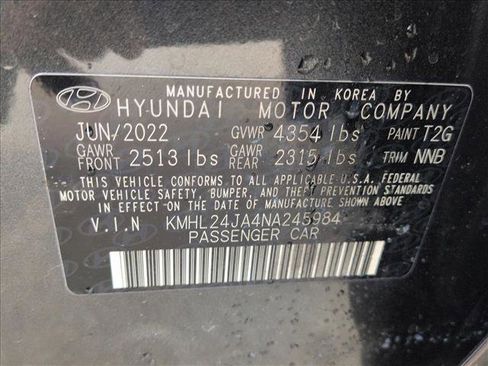 MANUFACTURED IN KOREA BY
HYUNDAI MOTOR COMPANY
JUN/2022 GVWR 4354 lbs PAINT T2G
GAWR FRONT 2513 lbs GAWR REAR 2315 lbs TRIM NNB
THIS VEHICLE CONFORMS TO ALL APPLICABLE U.S.A. FEDERAL
MOTOR VEHICLE SAFETY, BUMPER, AND THEFT PREVENTION STANDARDS
IN EFFECT ON THE DATE OF MANUFACTURE SHOWN ABOVE
V.I.N KMHL24JA4NA245984
PASSENGER CAR